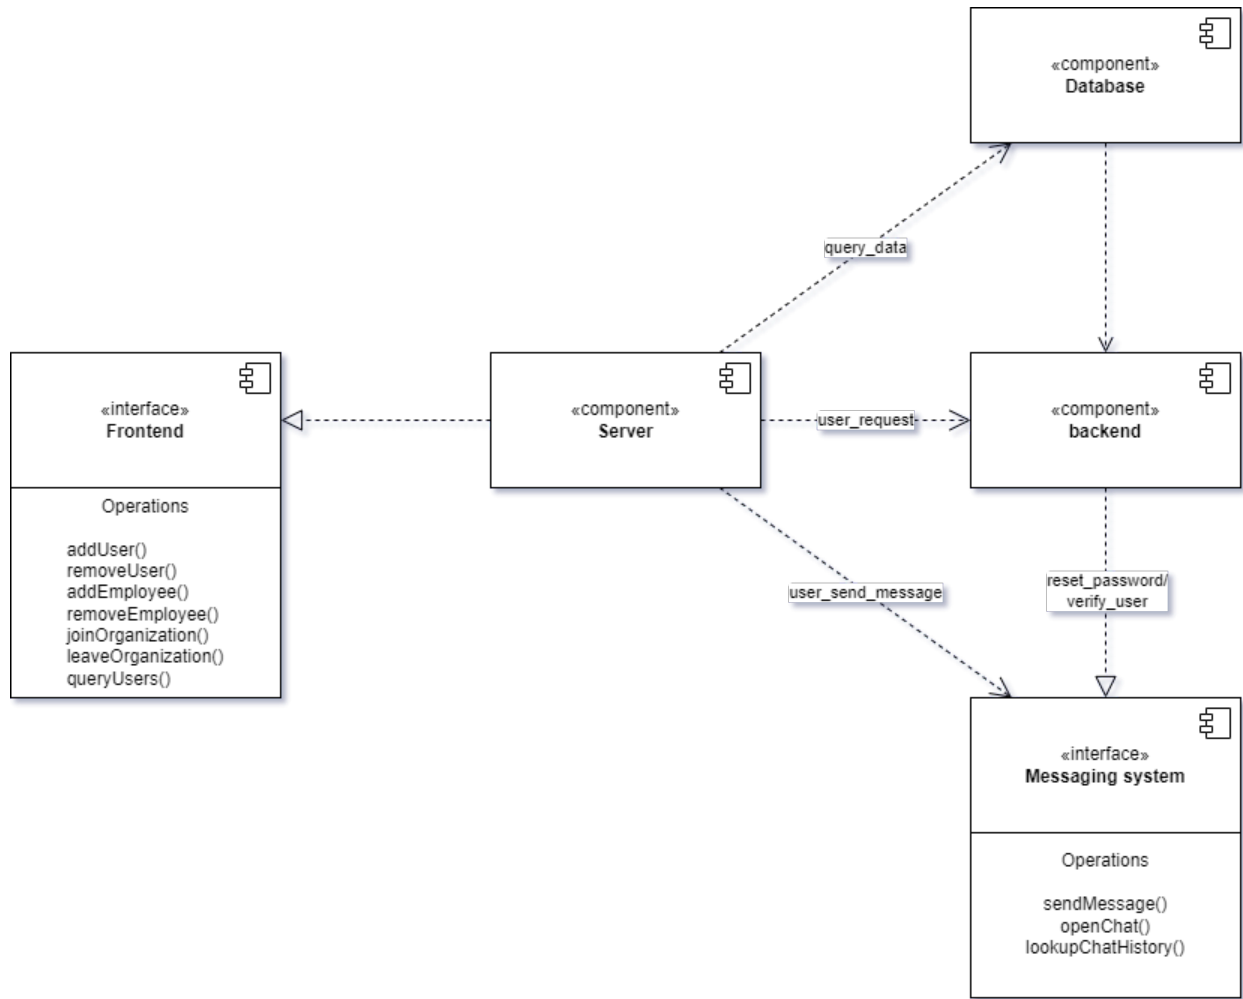 «component»
Database
query_data
«interface»
Frontend
Operations
addUser()
removeUser()
addEmployee()
removeEmployee()
joinOrganization()
leaveOrganization()
queryUsers()
«component»
Server
user_request
«component»
backend
user_send_message
reset_password/
verify_user
«interface»
Messaging system
Operations
sendMessage()
openChat()
lookupChatHistory()